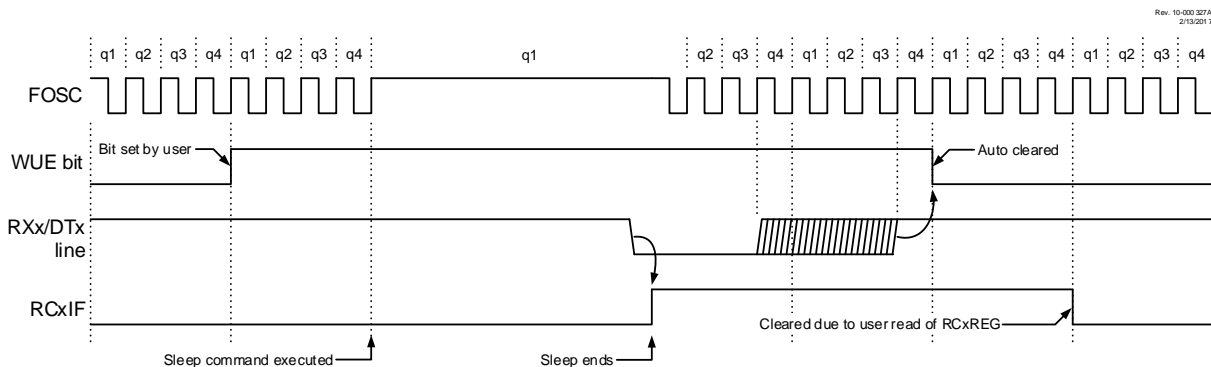 Rev. 10-000 327A
2/13/2017
q1 q2 q3 q4 q1 q2 q3 q4 q1 q2 q3 q4 q1 q2 q3 q4 q1 q2 q3 q4 q1 q2 q3 q4
FOSC
Bit set by user
WUE bit
Auto cleared
RXx/DTx
line
RCxIF
Cleared due to user read of RCxREG
Sleep command executed
Sleep ends